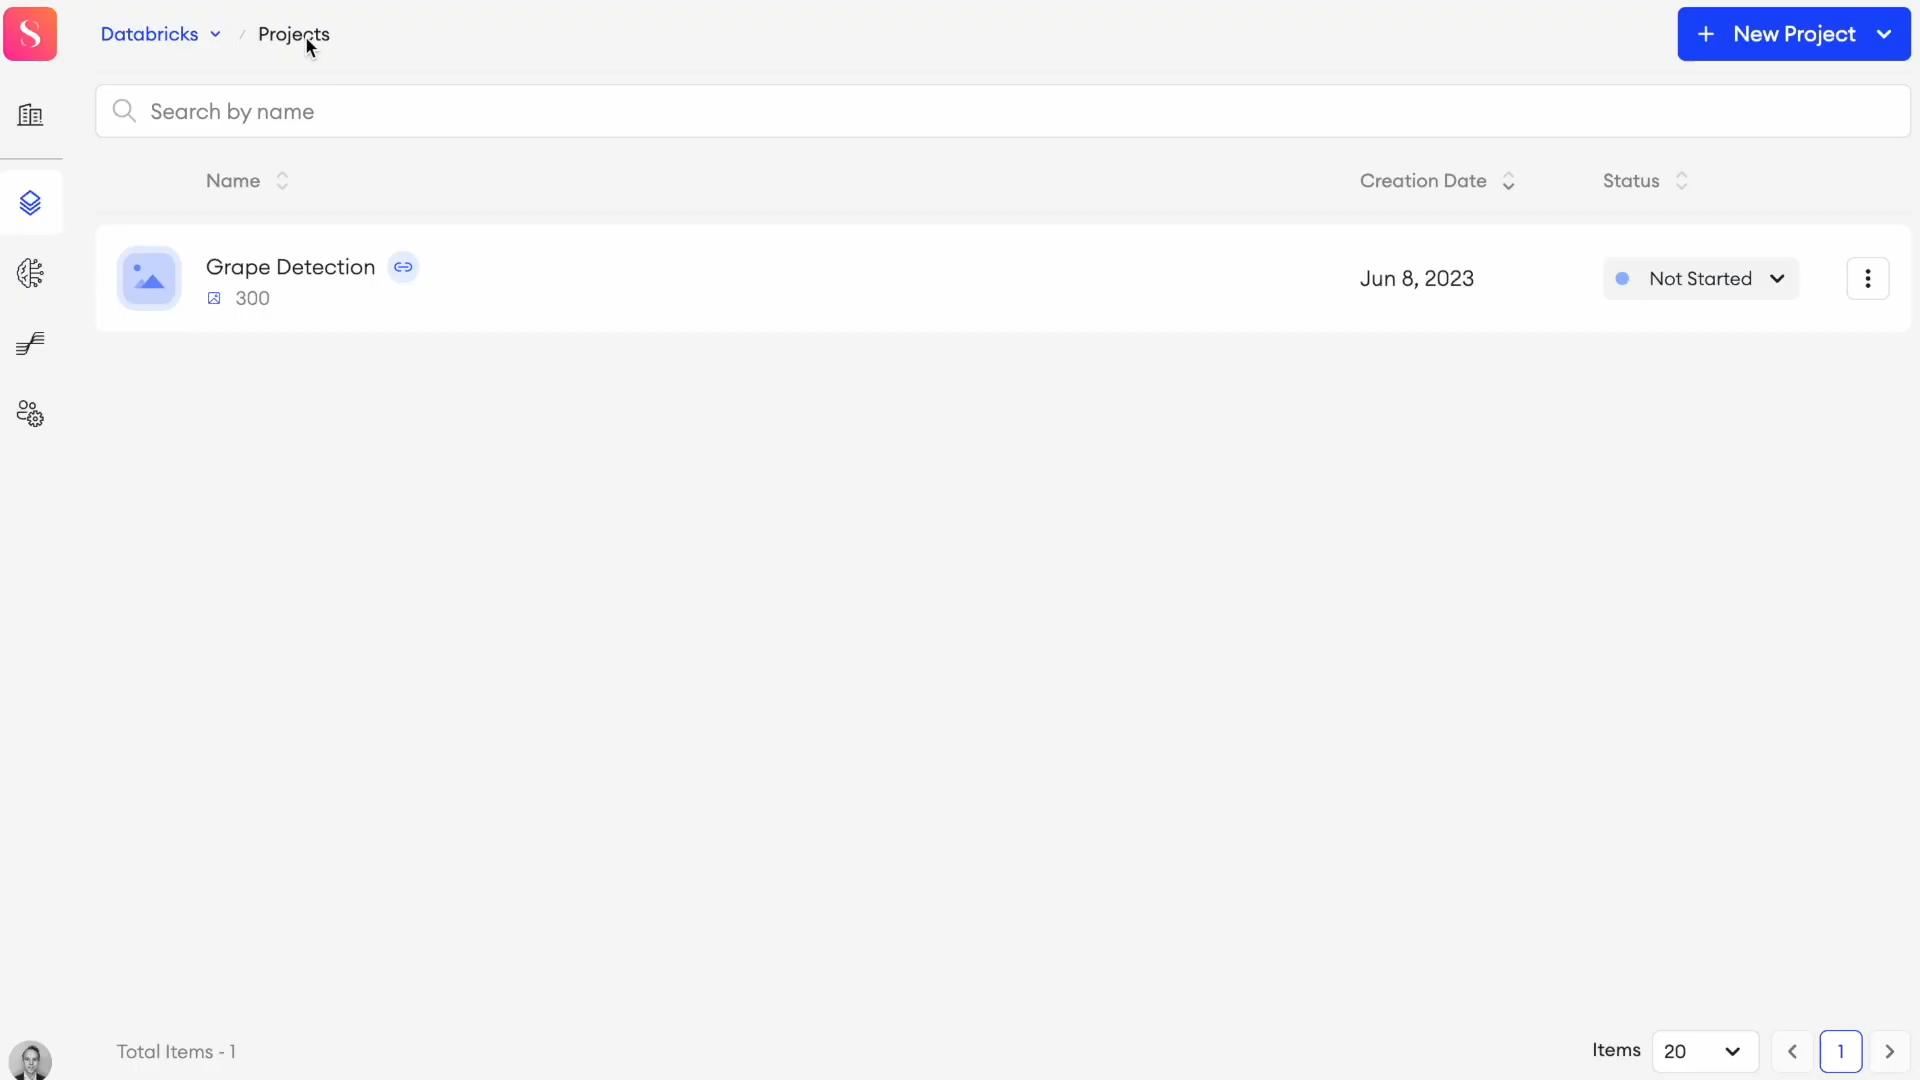 Databricks / Projects
+ New Project
Search by name
Name Creation Date Status
Grape Detection Jun 8, 2023 Not Started
300
Total Items - 1 Items 20 1